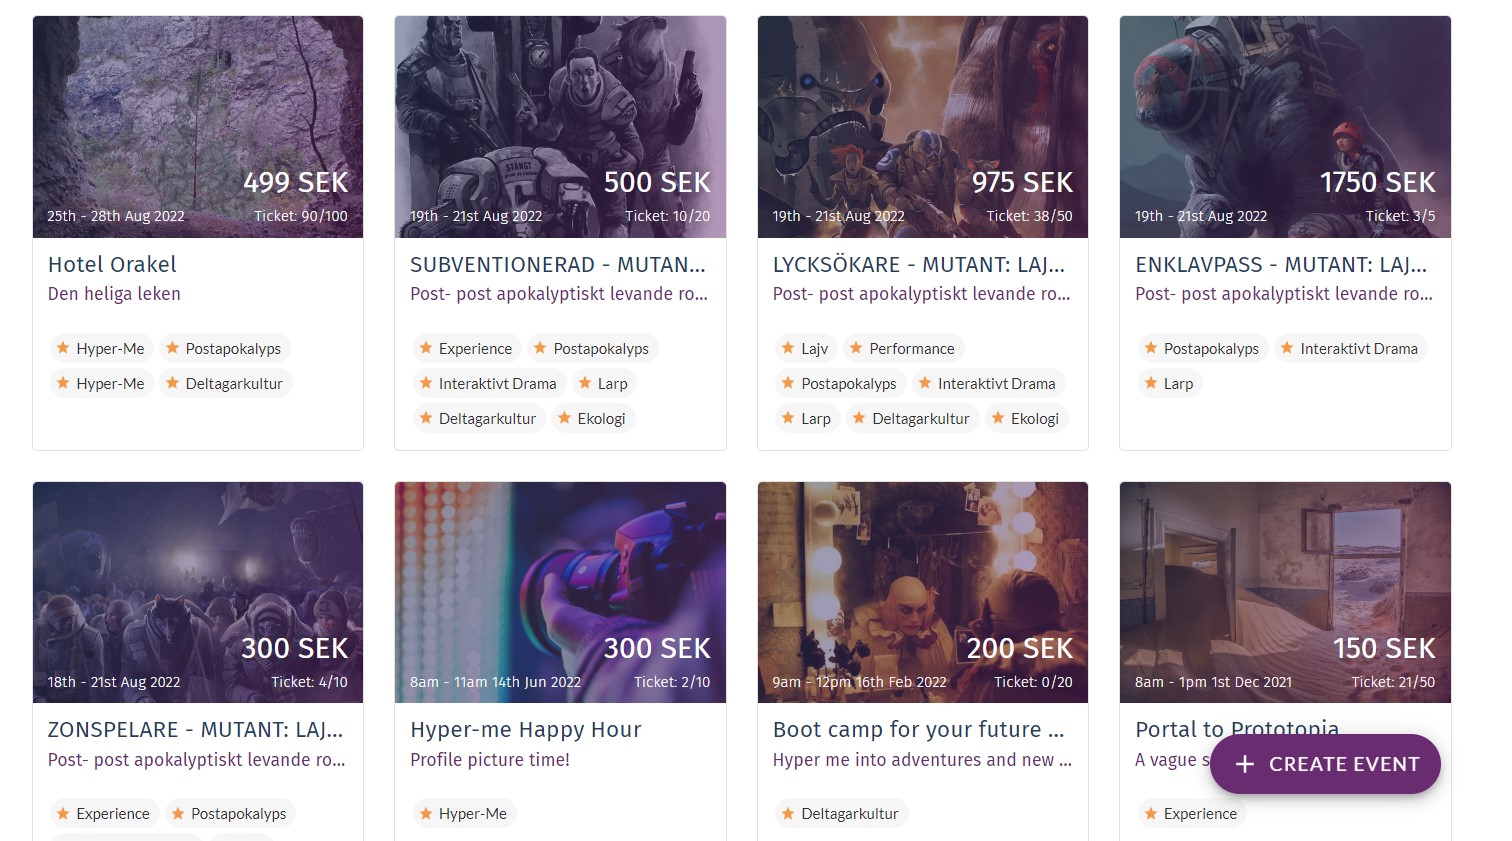 499 SEK
25th - 28th Aug 2022 Ticket: 90/100
Hotel Orakel
Den heliga leken
Hyper-Me Postapokalyps
Hyper-Me Deltagarkultur
STÄNGT
500 SEK
19th - 21st Aug 2022 Ticket: 10/20
SUBVENTIONERAD - MUTAN...
Post- post apokalyptiskt levande ro...
Experience Postapokalyps
Interaktivt Drama Larp
Deltagarkultur Ekologi
975 SEK
19th - 21st Aug 2022 Ticket: 38/50
LYCKSÖKARE - MUTANT: LAJ...
Post- post apokalyptiskt levande ro...
Lajv Performance
Postapokalyps Interaktivt Drama
Larp Deltagarkultur Ekologi
1750 SEK
19th - 21st Aug 2022 Ticket: 3/5
ENKLAVPASS - MUTANT: LAJ...
Post- post apokalyptiskt levande ro...
Postapokalyps Interaktivt Drama
Larp
300 SEK
18th - 21st Aug 2022 Ticket: 4/10
ZONSPELARE - MUTANT: LAJ...
Post- post apokalyptiskt levande ro...
Experience Postapokalyps
300 SEK
8am - 11am 14th Jun 2022 Ticket: 2/10
Hyper-me Happy Hour
Profile picture time!
Hyper-Me
200 SEK
9am - 12pm 16th Feb 2022 Ticket: 0/20
Boot camp for your future ...
Hyper me into adventures and new ...
Deltagarkultur
150 SEK
8am - 1pm 1st Dec 2021 Ticket: 21/50
Portal to Prototopia
A vague s
CREATE EVENT
Experience